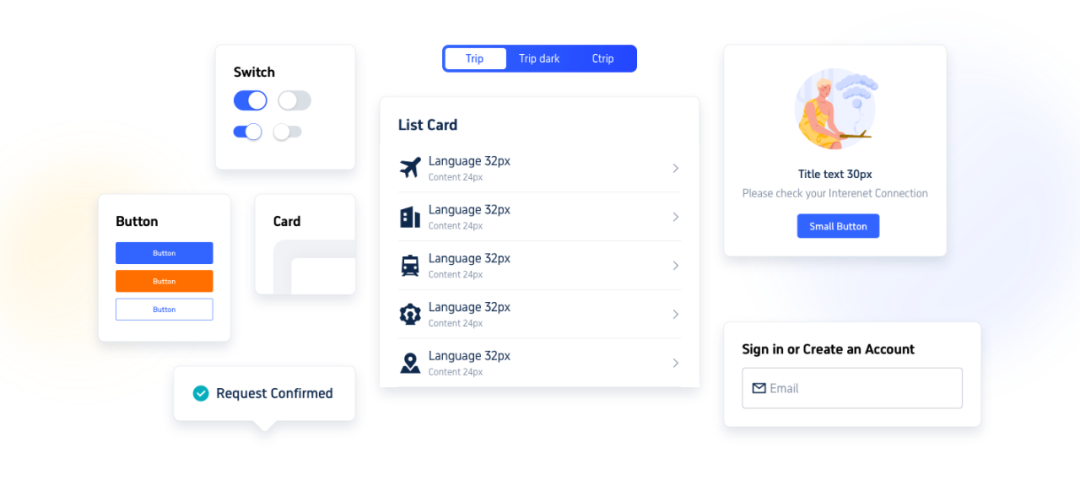 Switch
Button
Button
Button
Button
Card
Request Confirmed
Trip Trip dark Ctrip
List Card
Language 32px
Content 24px
Language 32px
Content 24px
Language 32px
Content 24px
Language 32px
Content 24px
Language 32px
Content 24px
Title text 30px
Please check your Interenet Connection
Small Button
Sign in or Create an Account
Email